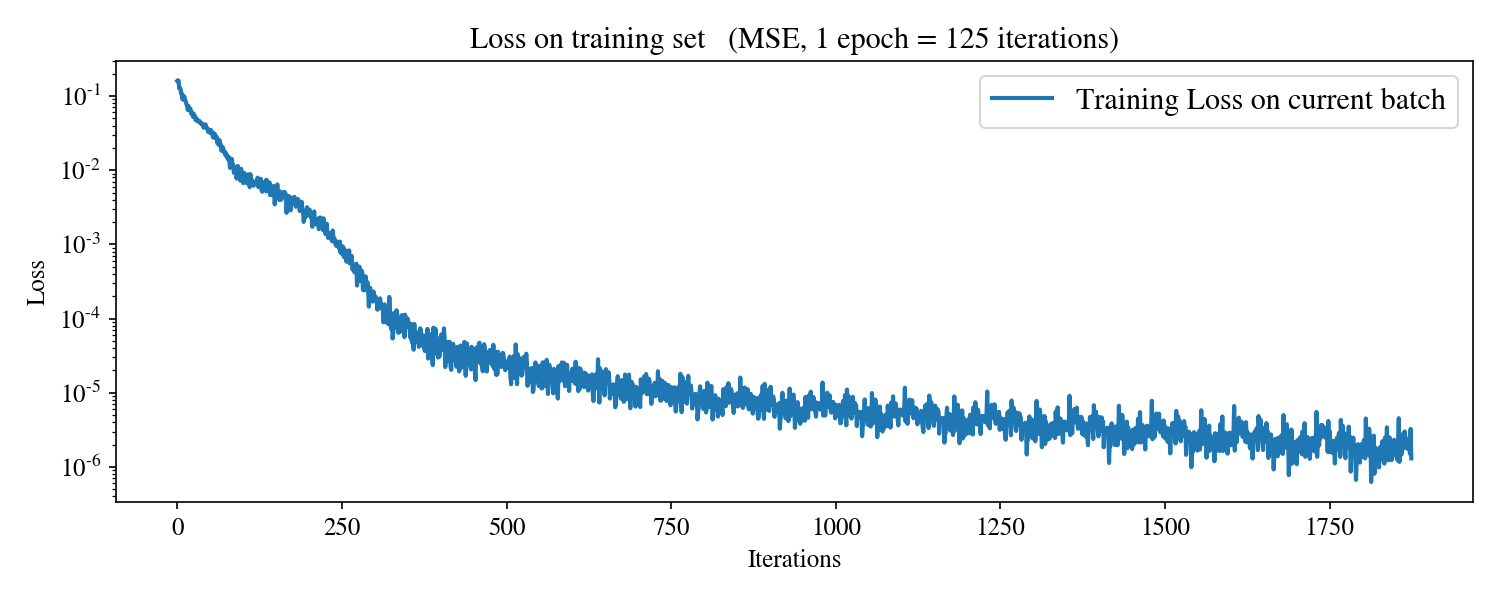 Loss on training set   (MSE, 1 epoch = 125 iterations)
Training Loss on current batch
Loss
10⁻¹
10⁻²
10⁻³
10⁻⁴
10⁻⁵
10⁻⁶
0 250 500 750 1000 1250 1500 1750
Iterations